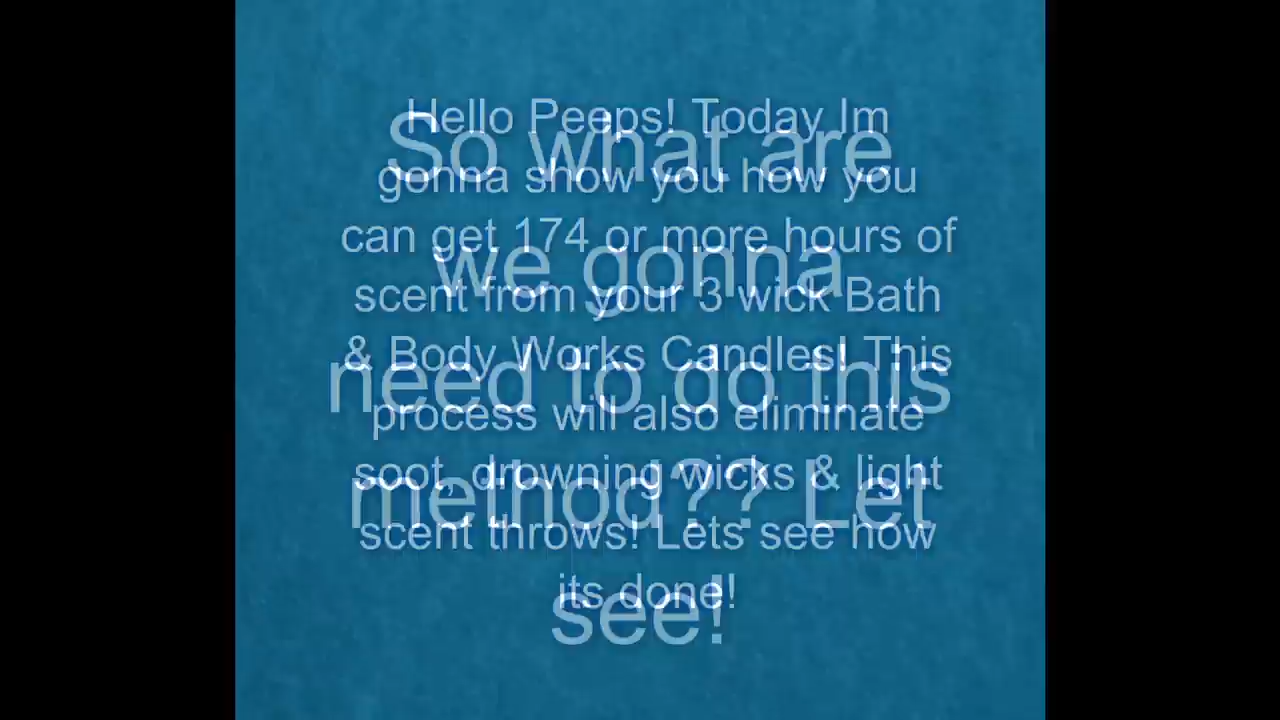 Hello Peeps! Today Im
gonna show you how you
can get 174 or more hours of
scent from your 3 wick Bath
& Body Works Candles! This
process will also eliminate
soot, drowning wicks & light
scent throws! Lets see how
its done!
So what are
we gonna
need to do this
method?? Let
see!